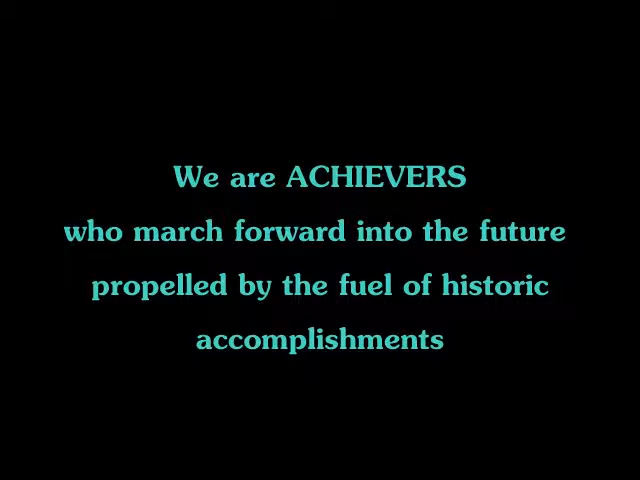 We are ACHIEVERS
who march forward into the future
propelled by the fuel of historic
accomplishments